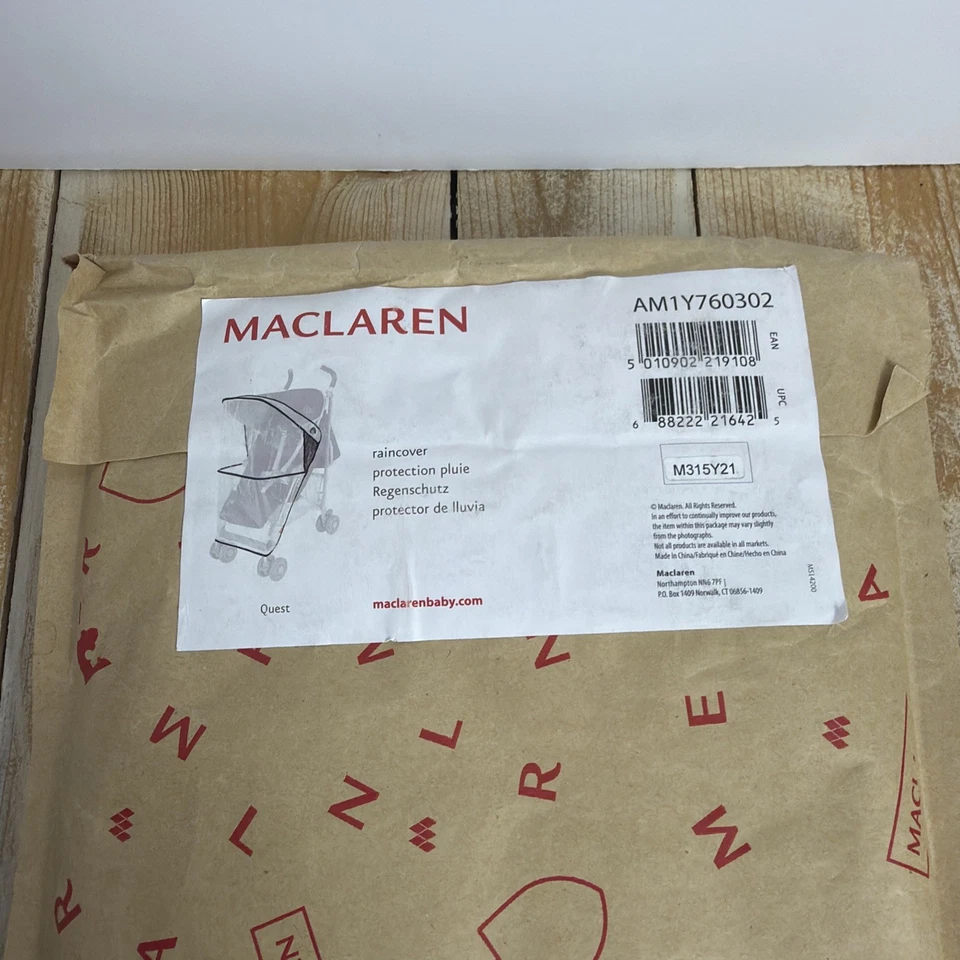 MACLAREN
AM1Y760302
EAN
5 010902 219108
UPC
6 88222 21642 5
M315Y21
raincover
protection pluie
Regenschutz
protector de lluvia
Quest
maclarenbaby.com
© Maclaren. All Rights Reserved.
In an effort to continually improve our products,
the item within this package may vary slightly
from the photographs.
Not all products are available in all markets.
Made in China/Fabriqué en Chine/Hecho en China
Maclaren
Northampton NN6 7PF |
P.O. Box 1409 Norwalk, CT 06856-1409
MS14200
A
N
M
L
E
L
N
R
M
MACL
R
A
N